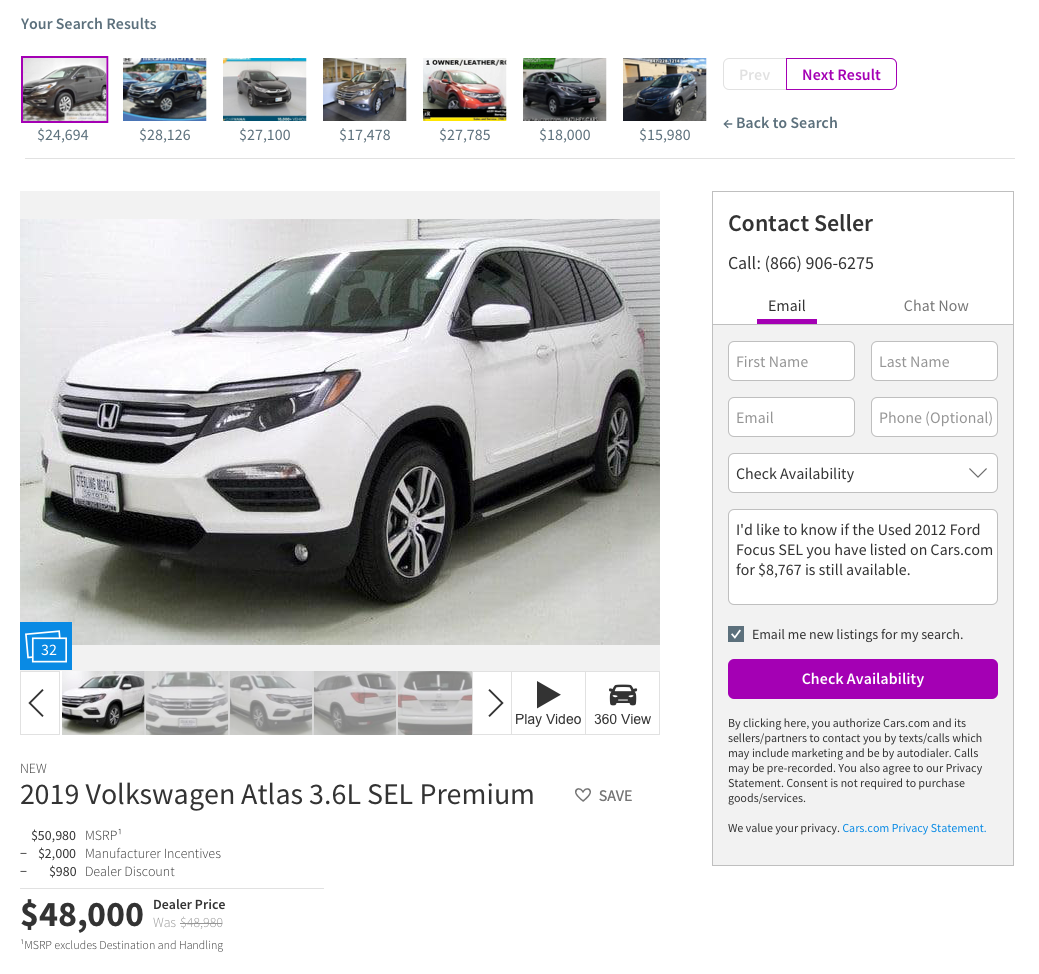 Your Search Results
1 OWNER/LEATHER/RO
Prev
Next Result
$24,694
$28,126
$27,100
$17,478
$27,785
$18,000
$15,980
← Back to Search
Contact Seller
Call: (866) 906-6275
Email
Chat Now
First Name
Last Name
Email
Phone (Optional)
Check Availability
I'd like to know if the Used 2012 Ford
Focus SEL you have listed on Cars.com
for $8,767 is still available.
Email me new listings for my search.
Check Availability
By clicking here, you authorize Cars.com and its
sellers/partners to contact you by texts/calls which
may include marketing and be by autodialer. Calls
may be pre-recorded. You also agree to our Privacy
Statement. Consent is not required to purchase
goods/services.
We value your privacy. Cars.com Privacy Statement.
STERLING McCALL
32
Play Video
360 View
NEW
2019 Volkswagen Atlas 3.6L SEL Premium
SAVE
$50,980 MSRP¹
– $2,000 Manufacturer Incentives
– $980 Dealer Discount
$48,000
Dealer Price
Was $48,980
¹MSRP excludes Destination and Handling